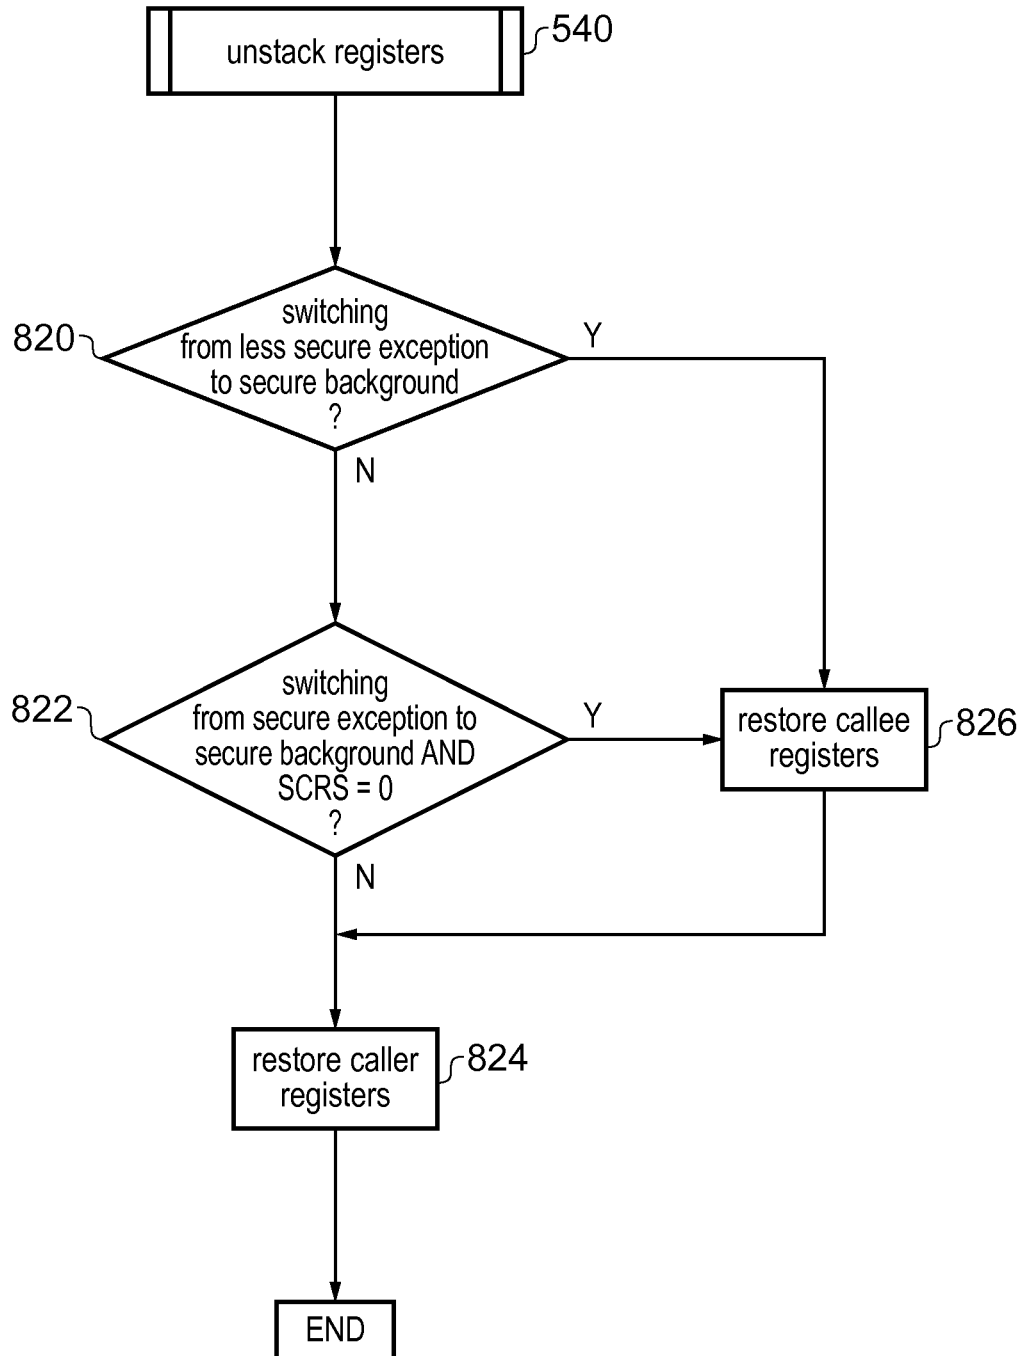 unstack registers
540
820
switching
from less secure exception
to secure background
?
Y
N
822
switching
from secure exception to
secure background AND
SCRS = 0
?
Y
restore callee
registers
826
N
restore caller
registers
824
END